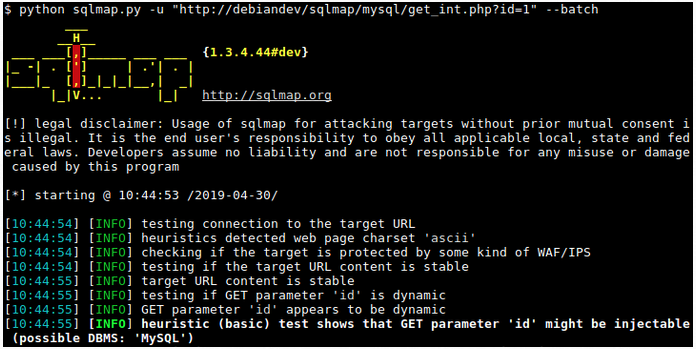 $ python sqlmap.py -u "http://debiandev/sqlmap/mysql/get_int.php?id=1" --batch
        ___
       __H__
 ___ ___[,]_____ ___ ___  {1.3.4.44#dev}
|_ -| . [']     | .'| . |
|___|_  [,]_|_|_|__,|  _|
      |_|V...       |_|   http://sqlmap.org
[!] legal disclaimer: Usage of sqlmap for attacking targets without prior mutual consent i
s illegal. It is the end user's responsibility to obey all applicable local, state and fed
eral laws. Developers assume no liability and are not responsible for any misuse or damage
 caused by this program
[*] starting @ 10:44:53 /2019-04-30/
[10:44:54] [INFO] testing connection to the target URL
[10:44:54] [INFO] heuristics detected web page charset 'ascii'
[10:44:54] [INFO] checking if the target is protected by some kind of WAF/IPS
[10:44:54] [INFO] testing if the target URL content is stable
[10:44:55] [INFO] target URL content is stable
[10:44:55] [INFO] testing if GET parameter 'id' is dynamic
[10:44:55] [INFO] GET parameter 'id' appears to be dynamic
[10:44:55] [INFO] heuristic (basic) test shows that GET parameter 'id' might be injectable
 (possible DBMS: 'MySQL')